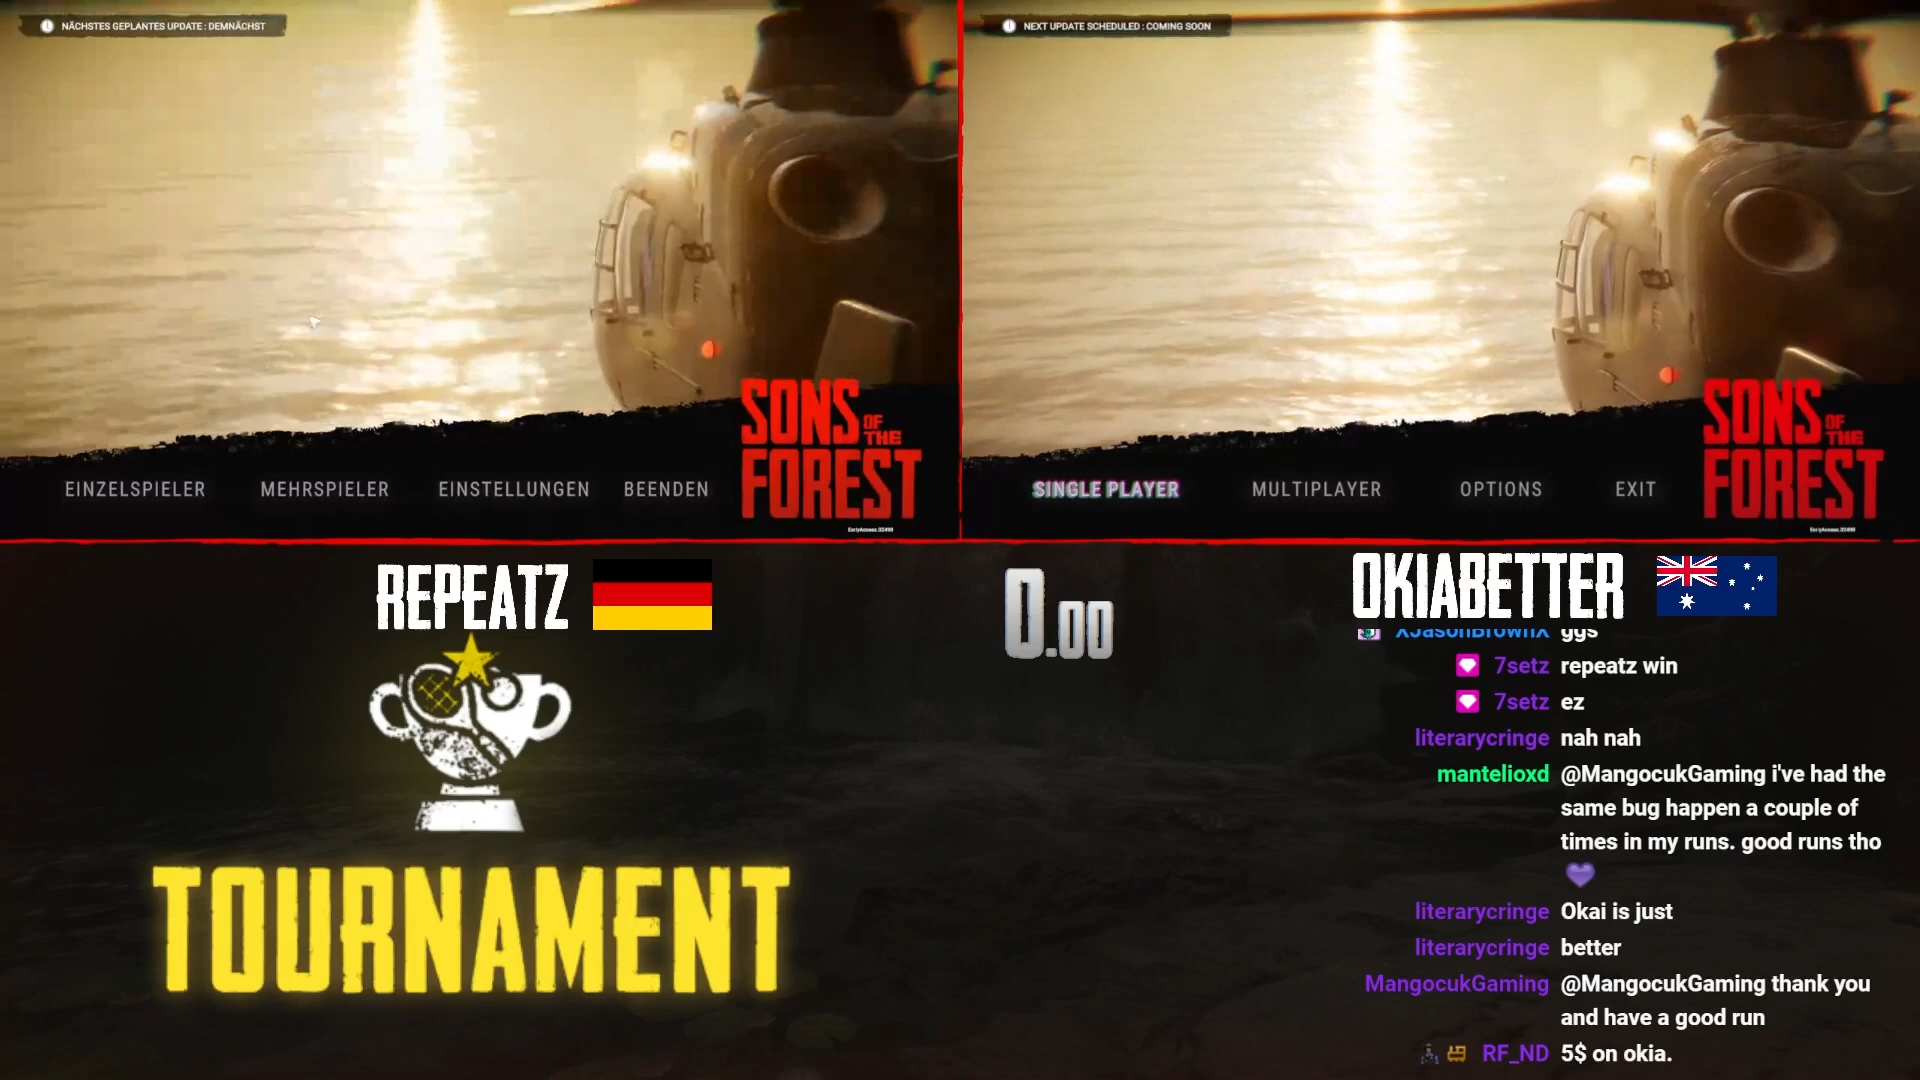 NÄCHSTES GEPLANTES UPDATE : DEMNÄCHST
NEXT UPDATE SCHEDULED : COMING SOON
EINZELSPIELER
MEHRSPIELER
EINSTELLUNGEN
BEENDEN
SONS OF THE FOREST
SINGLE PLAYER
MULTIPLAYER
OPTIONS
EXIT
SONS OF THE FOREST
REPEATZ
0.00
OKIABETTER
TOURNAMENT
XJasonBrownX ggs
7setz repeatz win
7setz ez
literarycringe nah nah
mantelioxd @MangocukGaming i've had the
same bug happen a couple of
times in my runs. good runs tho
literarycringe Okai is just
literarycringe better
MangocukGaming @MangocukGaming thank you
and have a good run
RF_ND 5$ on okia.